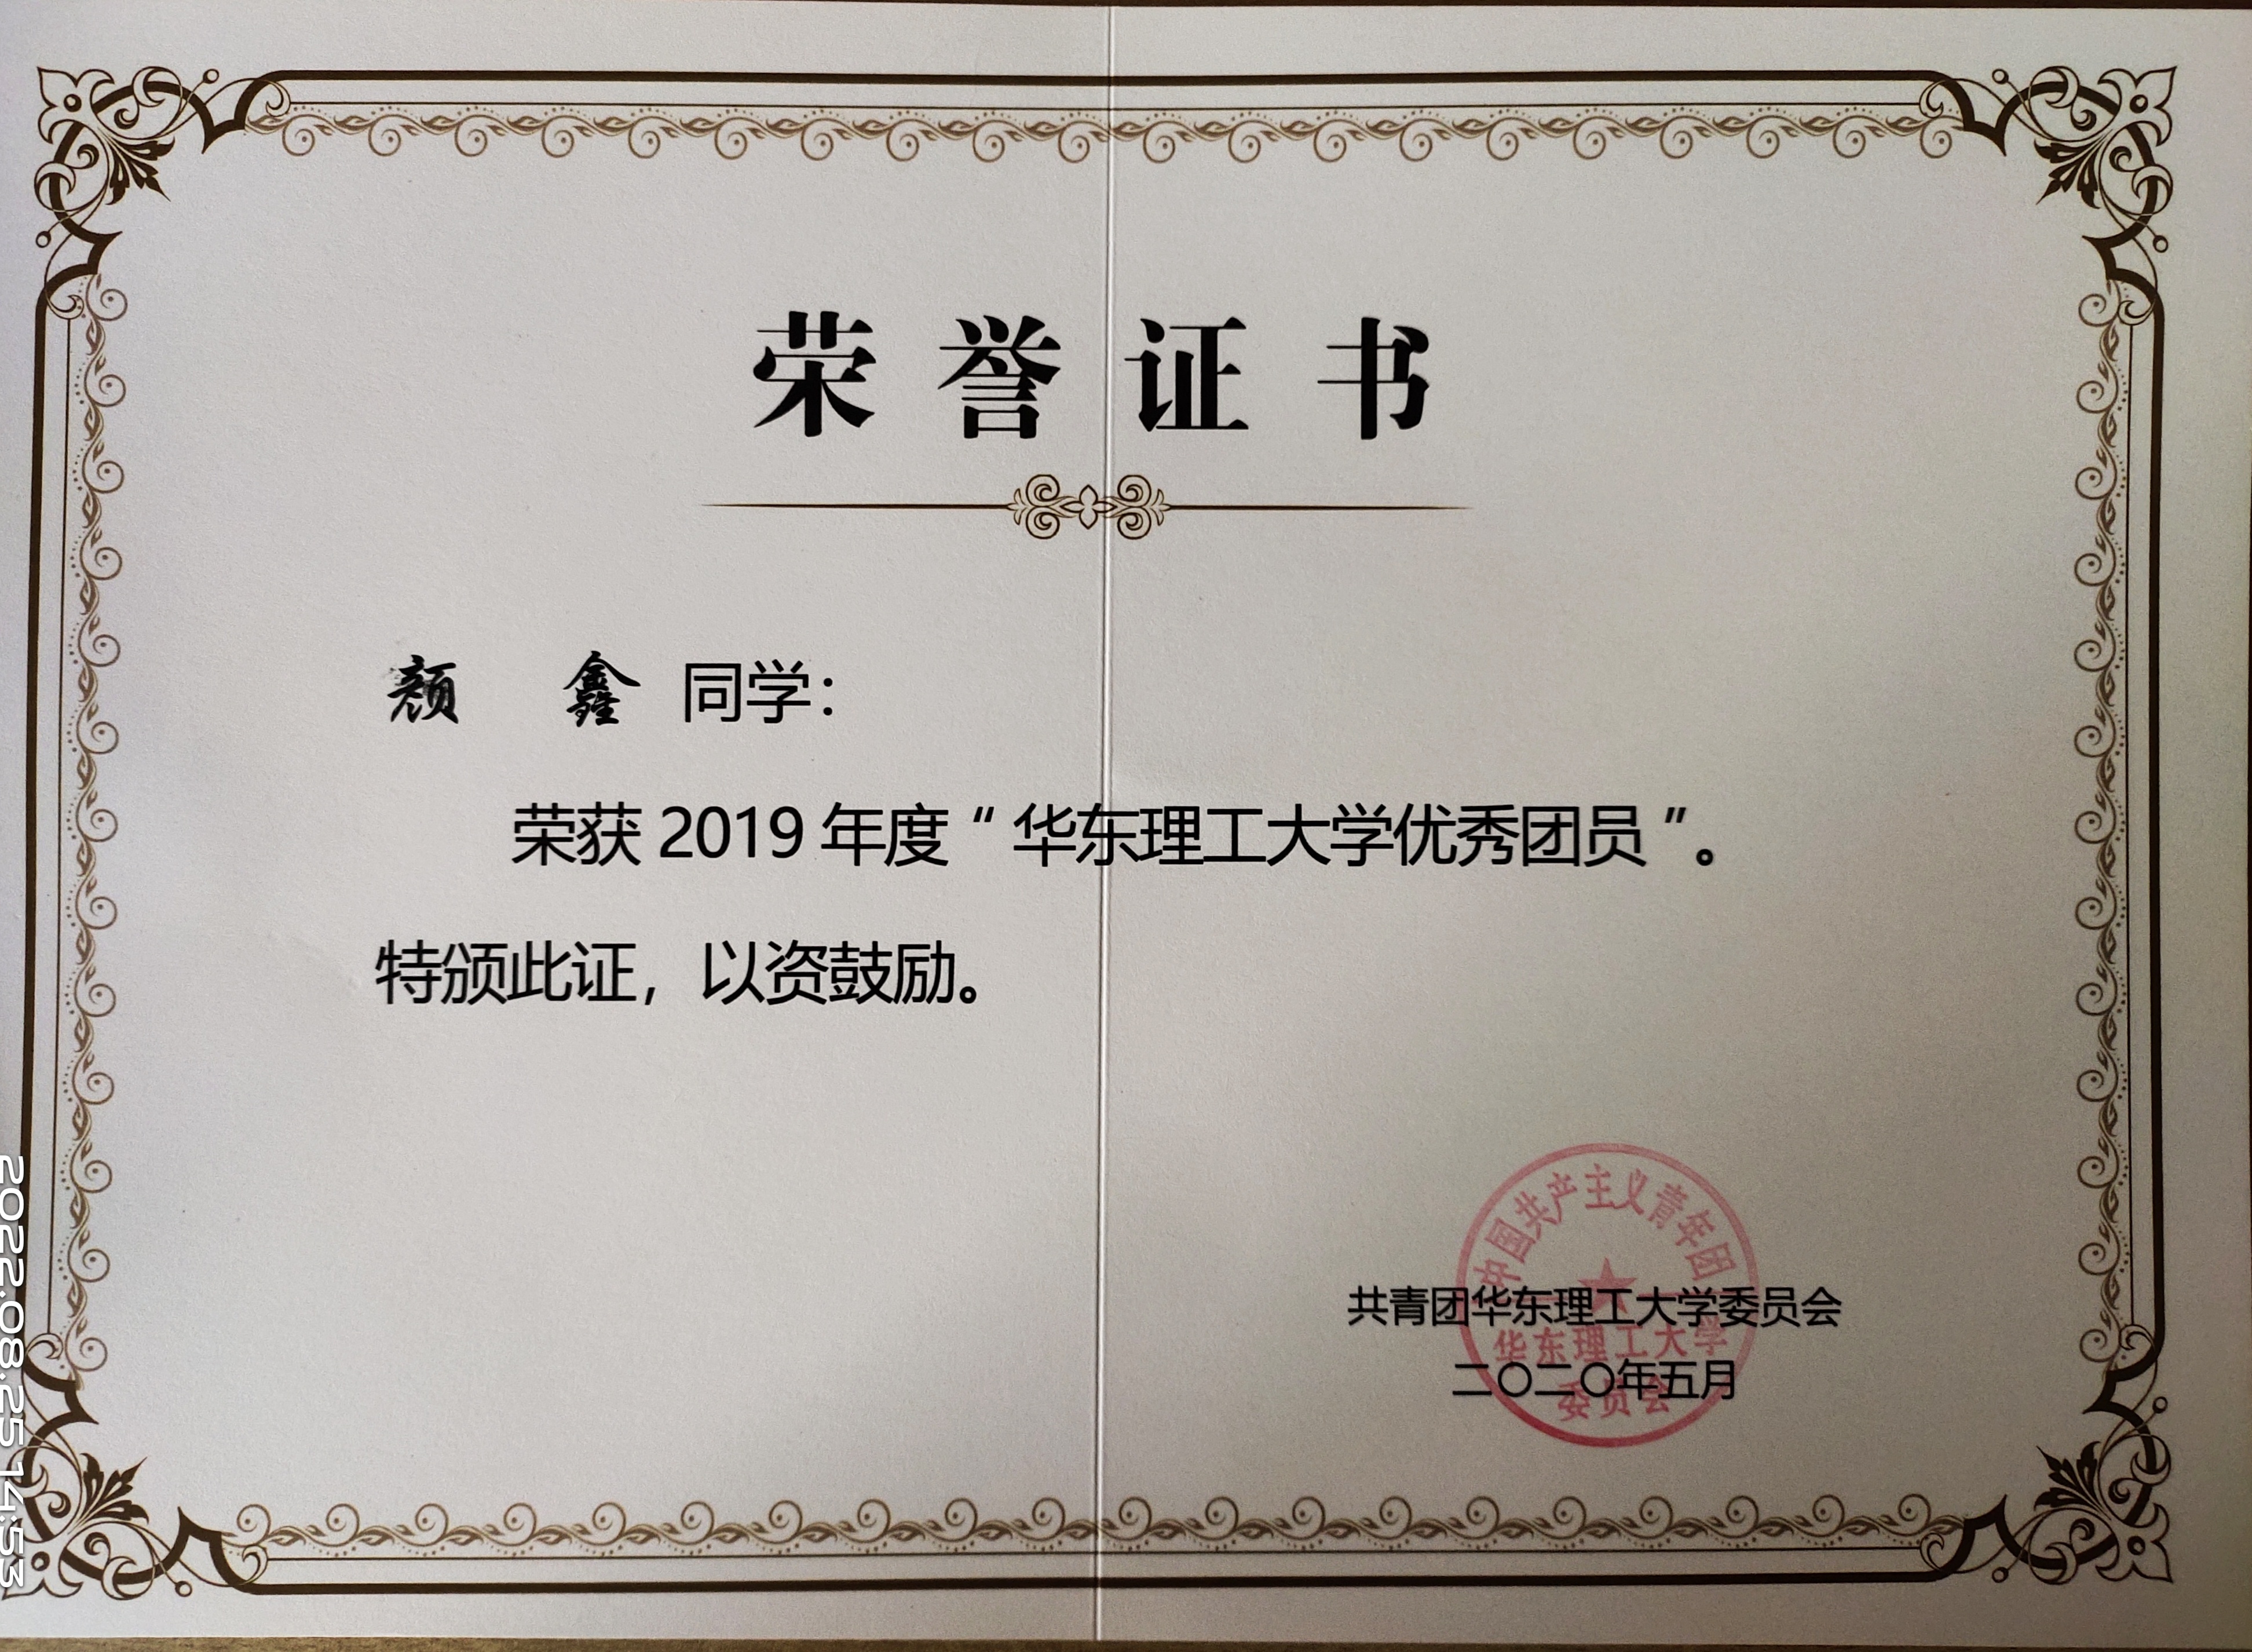 荣誉证书
颜 鑫 同学：
荣获 2019 年度“华东理工大学优秀团员”。
特颁此证，以资鼓励。
中国共产主义青年团
共青团华东理工大学委员会
华东理工大学
二〇二〇年五月
委员会
2022.08.25 14:53